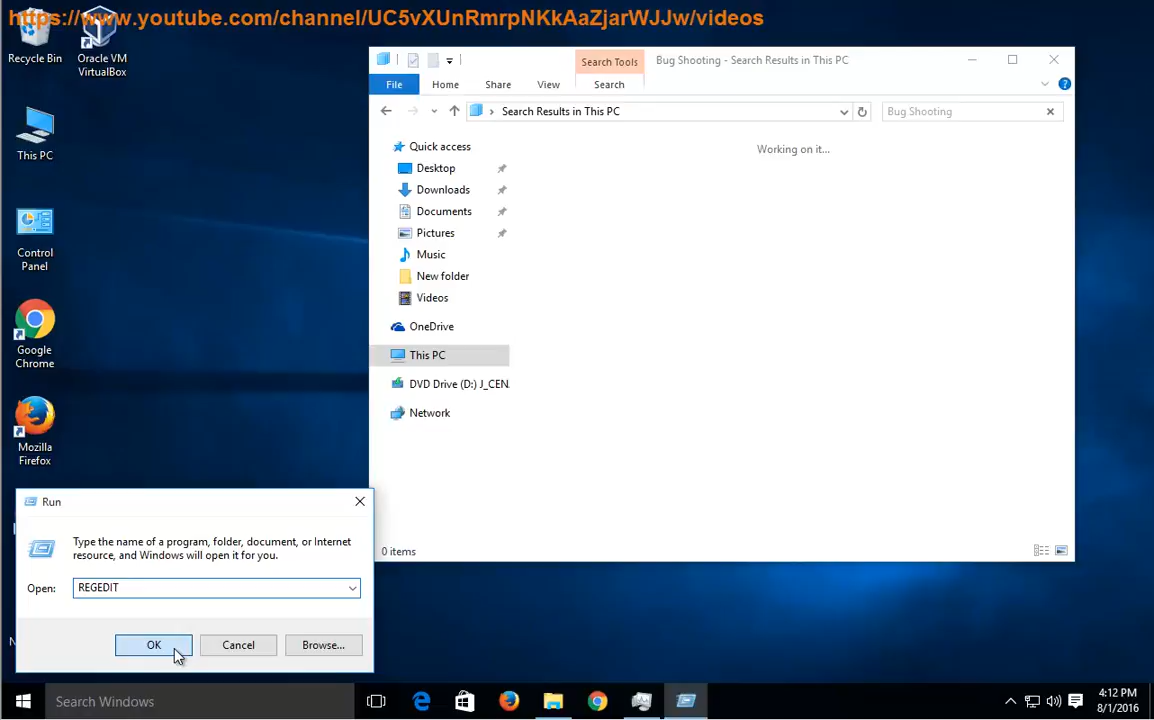 https://www.youtube.com/channel/UC5vXUnRmrpNKkAaZjarWJJw/videos
Recycle Bin
Oracle VM
VirtualBox
This PC
Control
Panel
Google
Chrome
Mozilla
Firefox
Search Tools
Bug Shooting - Search Results in This PC
File
Home
Share
View
Search
Search Results in This PC
Bug Shooting
Quick access
Desktop
Downloads
Documents
Pictures
Music
New folder
Videos
OneDrive
This PC
DVD Drive (D:) J_CEN
Network
Working on it...
0 items
Run
Type the name of a program, folder, document, or Internet
resource, and Windows will open it for you.
Open:
REGEDIT
OK
Cancel
Browse...
Search Windows
4:12 PM
8/1/2016